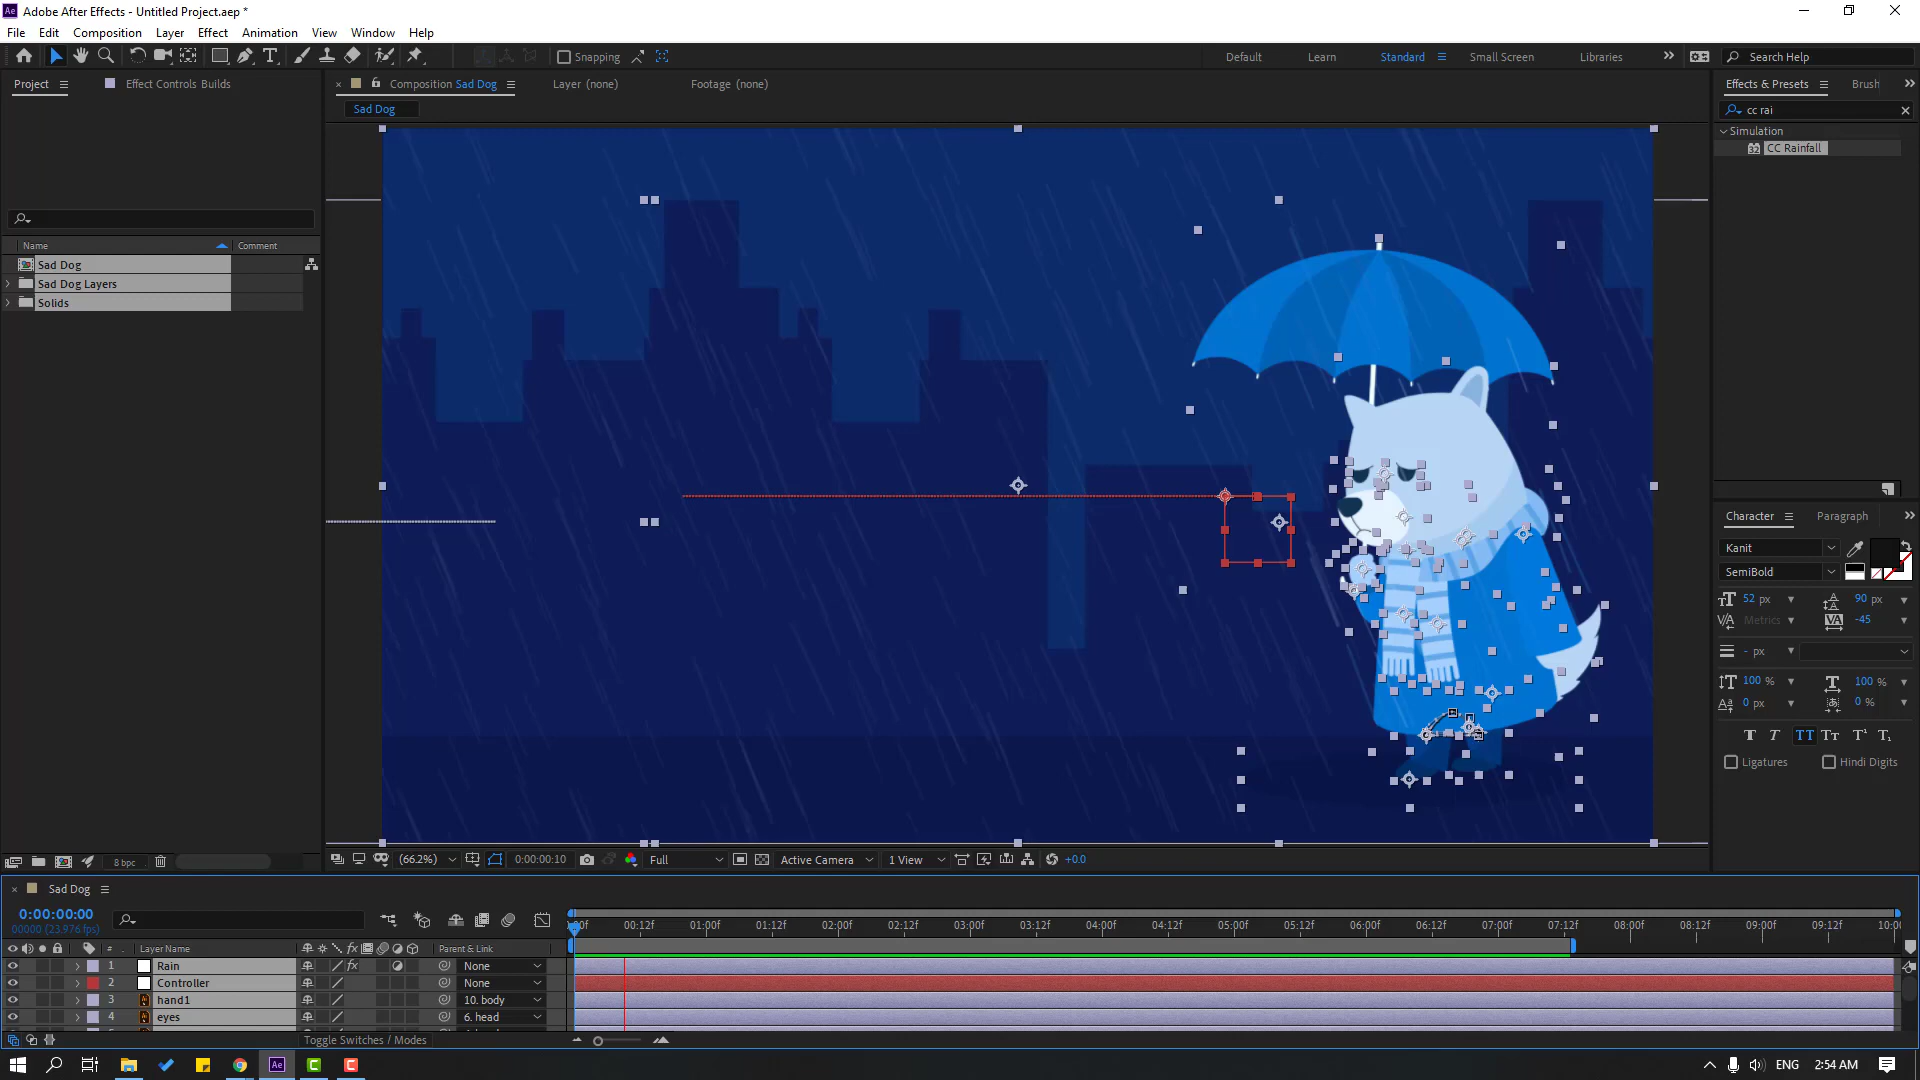 Adobe After Effects - Untitled Project.aep *
File Edit Composition Layer Effect Animation View Window Help
Snapping
Default Learn Standard Small Screen Libraries Search Help
Project Effect Controls Builds
Composition Sad Dog Layer (none) Footage (none)
Effects & Presets Brush
Sad Dog
cc rai
Simulation
CC Rainfall
Name Comment
Sad Dog
Sad Dog Layers
Solids
Character Paragraph
Kanit
SemiBold
52 px 90 px
Metrics -45
- px
100 % 100 %
0 px 0 %
Ligatures Hindi Digits
8 bpc
(66.2%) 0:00:00:10 Full Active Camera 1 View +0.0
Sad Dog
0:00:00:00
00000 (23.976 fps)
:00f 00:12f 01:00f 01:12f 02:00f 02:12f 03:00f 03:12f 04:00f 04:12f 05:00f 05:12f 06:00f 06:12f 07:00f 07:12f 08:00f 08:12f 09:00f 09:12f 10:00
# Layer Name Parent & Link
1 Rain None
2 Controller None
3 hand1 10. body
4 eyes 6. head
Toggle Switches / Modes
ENG 2:54 AM